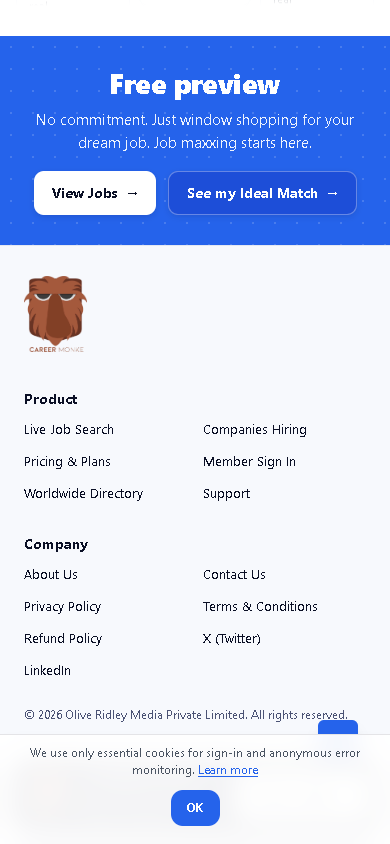 Free preview
No commitment. Just window shopping for your
dream job. Job maxxing starts here.
View Jobs →
See my Ideal Match →
CAREER MONKE
Product
Live Job Search
Companies Hiring
Pricing & Plans
Member Sign In
Worldwide Directory
Support
Company
About Us
Contact Us
Privacy Policy
Terms & Conditions
Refund Policy
X (Twitter)
LinkedIn
© 2026 Olive Ridley Media Private Limited. All rights reserved.
We use only essential cookies for sign-in and anonymous error
monitoring. Learn more
OK